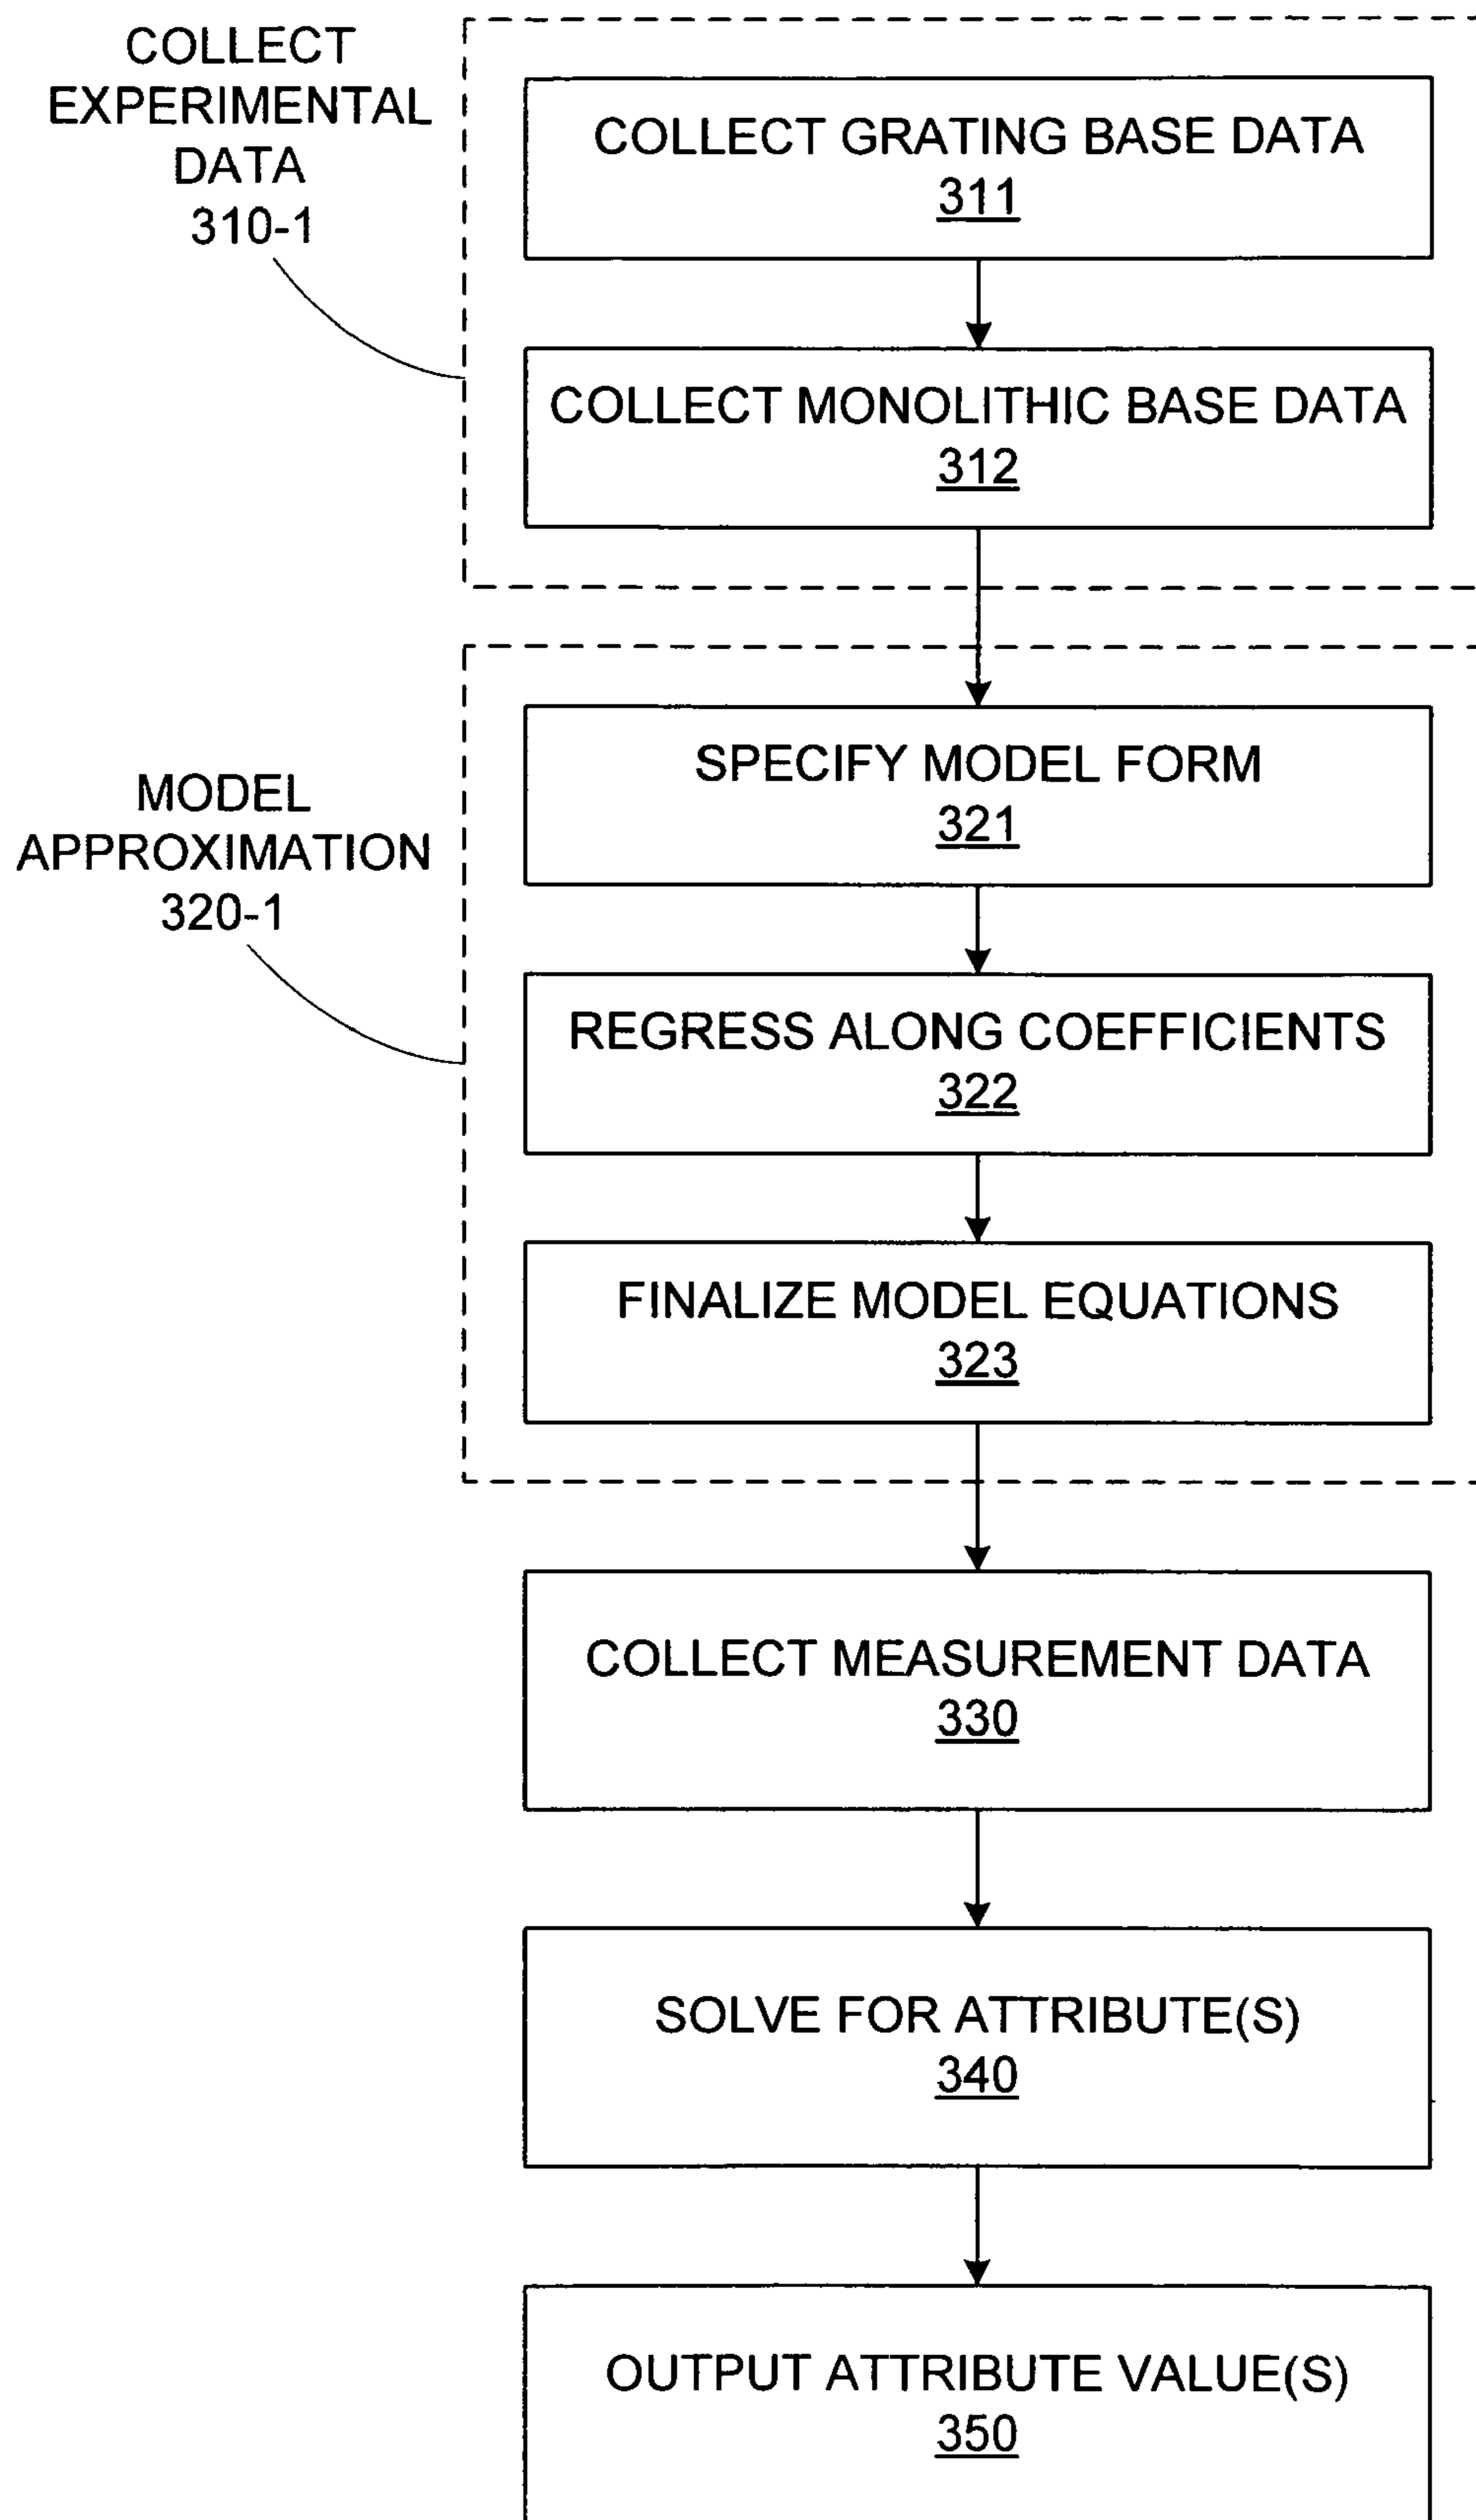 COLLECT
EXPERIMENTAL
DATA
310-1
COLLECT GRATING BASE DATA
311
COLLECT MONOLITHIC BASE DATA
312
MODEL
APPROXIMATION
320-1
SPECIFY MODEL FORM
321
REGRESS ALONG COEFFICIENTS
322
FINALIZE MODEL EQUATIONS
323
COLLECT MEASUREMENT DATA
330
SOLVE FOR ATTRIBUTE(S)
340
OUTPUT ATTRIBUTE VALUE(S)
350